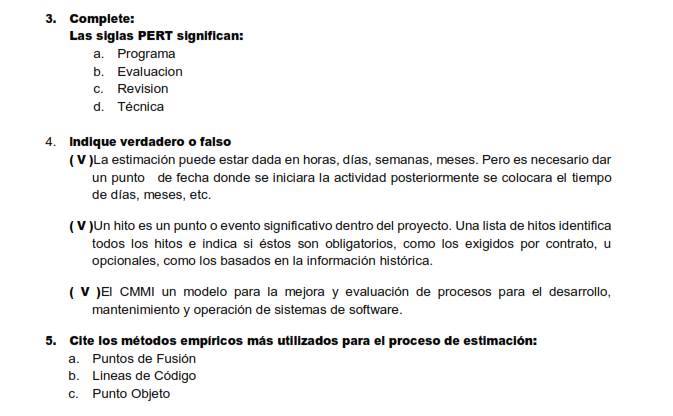 3. Complete:
Las siglas PERT significan:
a. Programa
b. Evaluacion
c. Revision
d. Técnica
4. Indique verdadero o falso
( V )La estimación puede estar dada en horas, días, semanas, meses. Pero es necesario dar
un punto de fecha donde se iniciara la actividad posteriormente se colocara el tiempo
de días, meses, etc.
( V )Un hito es un punto o evento significativo dentro del proyecto. Una lista de hitos identifica
todos los hitos e indica si éstos son obligatorios, como los exigidos por contrato, u
opcionales, como los basados en la información histórica.
( V )El CMMI un modelo para la mejora y evaluación de procesos para el desarrollo,
mantenimiento y operación de sistemas de software.
5. Cite los métodos empíricos más utilizados para el proceso de estimación:
a. Puntos de Fusión
b. Lineas de Código
c. Punto Objeto